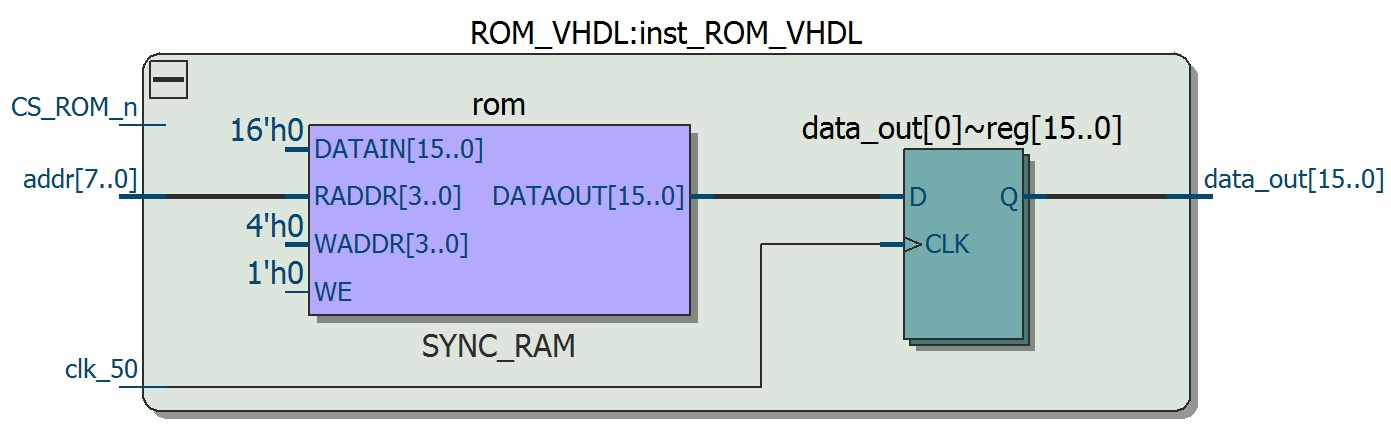 ROM_VHDL:inst_ROM_VHDL
CS_ROM_n
rom
data_out[0]~reg[15..0]
16'h0
DATAIN[15..0]
addr[7..0]
RADDR[3..0]
DATAOUT[15..0]
D
Q
data_out[15..0]
4'h0
WADDR[3..0]
CLK
1'h0
WE
SYNC_RAM
clk_50